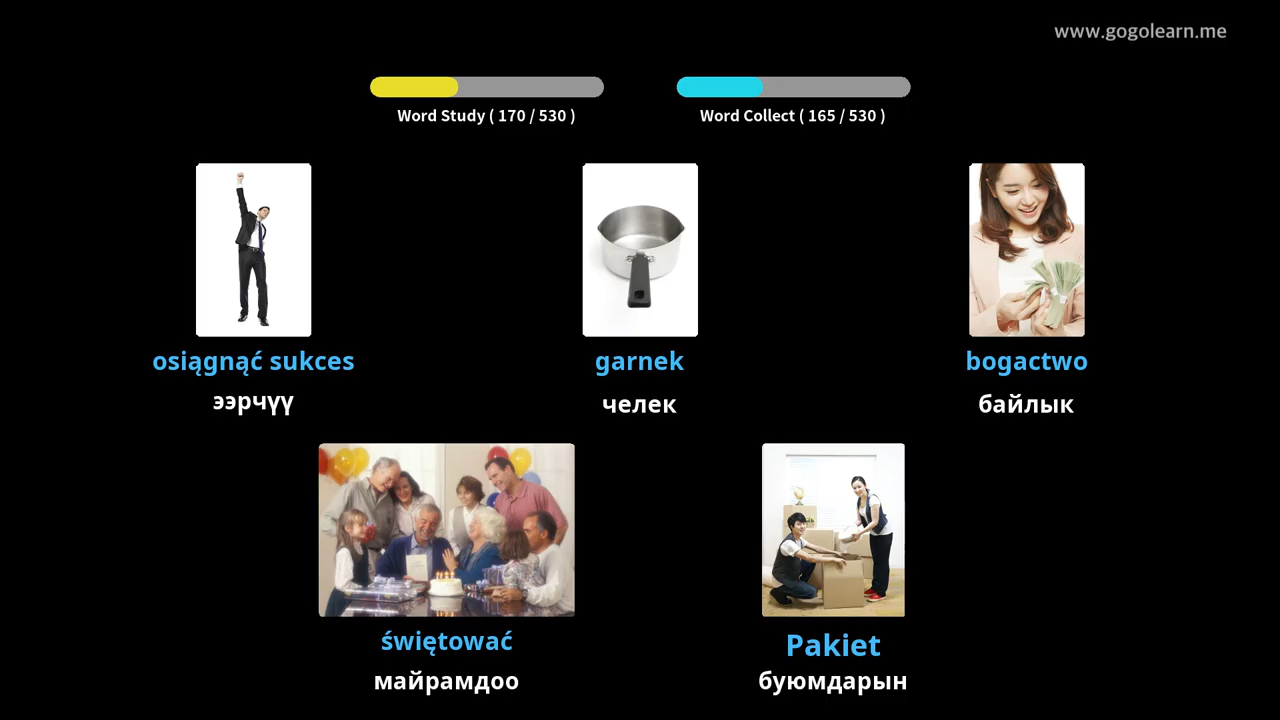 www.gogolearn.me
Word Study ( 170 / 530 )
Word Collect ( 165 / 530 )
osiągnąć sukces
ээрчүү
garnek
челек
bogactwo
байлык
świętować
майрамдоо
Pakiet
буюмдарын